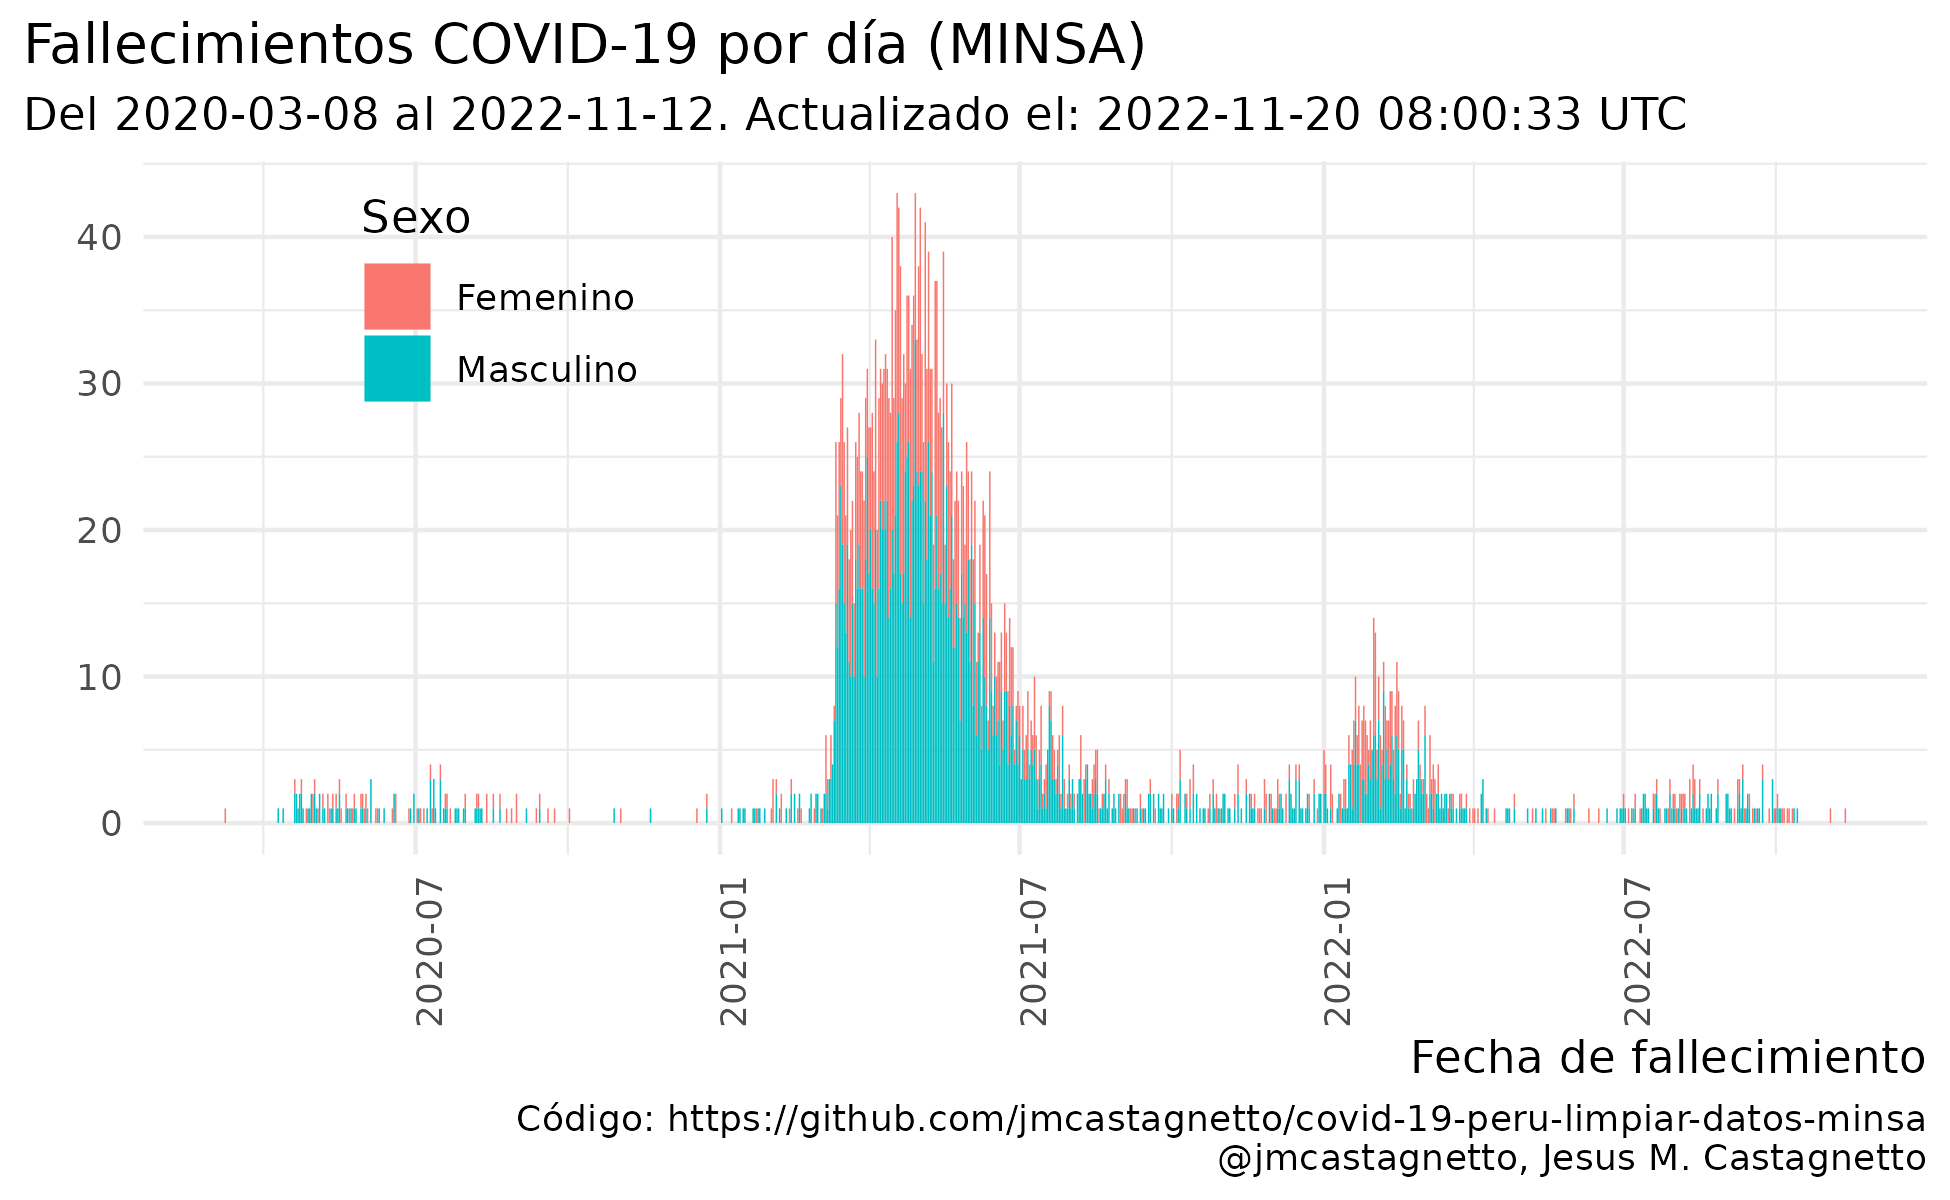 Fallecimientos COVID-19 por día (MINSA)
Del 2020-03-08 al 2022-11-12. Actualizado el: 2022-11-20 08:00:33 UTC
Sexo
Femenino
Masculino
40
30
20
10
0
2020-07
2021-01
2021-07
2022-01
2022-07
Fecha de fallecimiento
Código: https://github.com/jmcastagnetto/covid-19-peru-limpiar-datos-minsa
@jmcastagnetto, Jesus M. Castagnetto